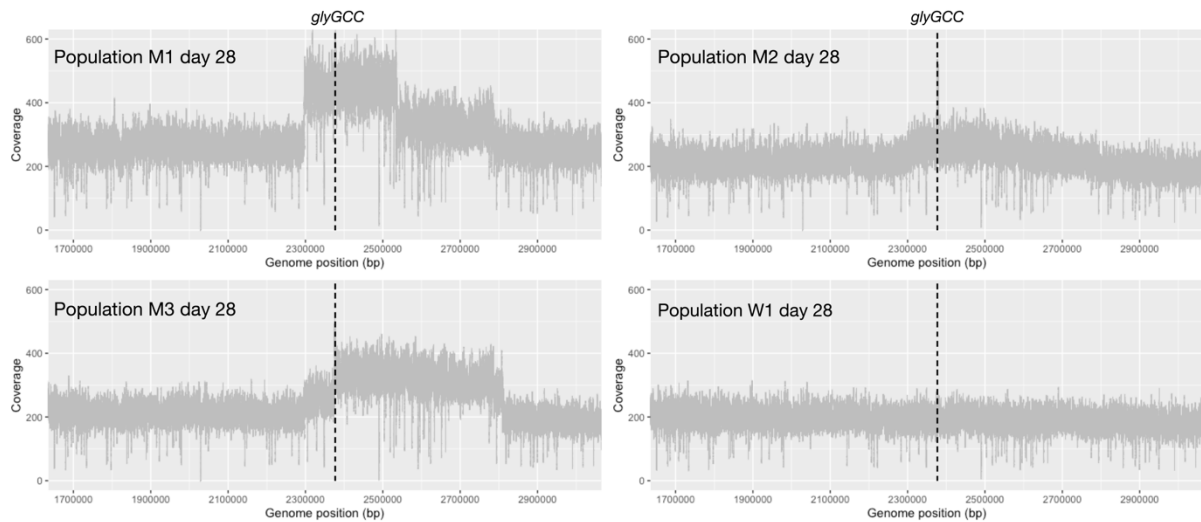 glyGCC
glyGCC
Population M1 day 28
600
400
200
0
Coverage
1700000 1900000 2100000 2300000 2500000 2700000 2900000
Genome position (bp)
Population M2 day 28
600
400
200
0
Coverage
1700000 1900000 2100000 2300000 2500000 2700000 2900000
Genome position (bp)
Population M3 day 28
600
400
200
0
Coverage
1700000 1900000 2100000 2300000 2500000 2700000 2900000
Genome position (bp)
Population W1 day 28
600
400
200
0
Coverage
1700000 1900000 2100000 2300000 2500000 2700000 2900000
Genome position (bp)